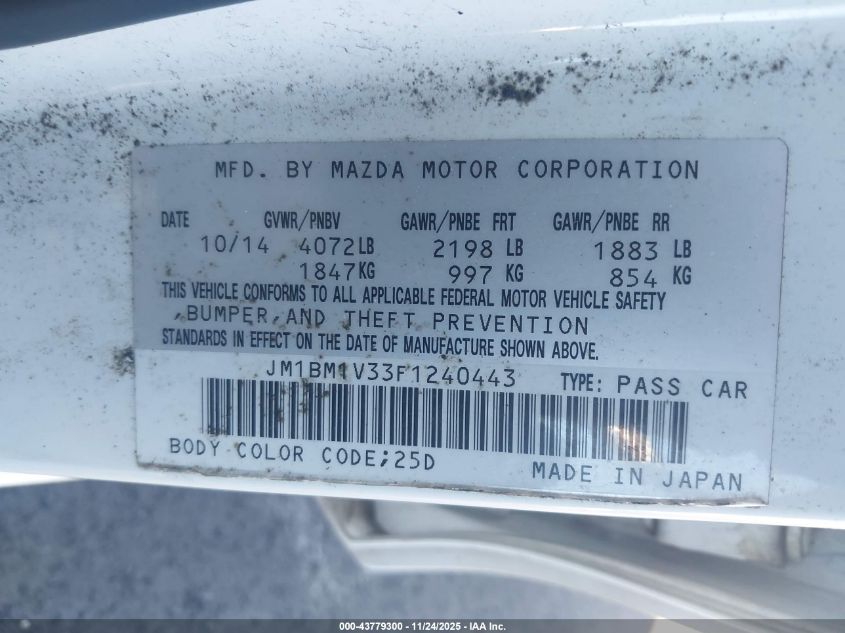 MFD. BY MAZDA MOTOR CORPORATION
DATE GVWR/PNBV GAWR/PNBE FRT GAWR/PNBE RR
10/14 4072LB 2198 LB 1883 LB
1847KG 997 KG 854 KG
THIS VEHICLE CONFORMS TO ALL APPLICABLE FEDERAL MOTOR VEHICLE SAFETY
,BUMPER,AND THEFT PREVENTION
STANDARDS IN EFFECT ON THE DATE OF MANUFACTURE SHOWN ABOVE.
JM1BM1V33F1240443 TYPE: PASS CAR
BODY COLOR CODE;25D MADE IN JAPAN
000-43779300 - 11/24/2025 - IAA Inc.